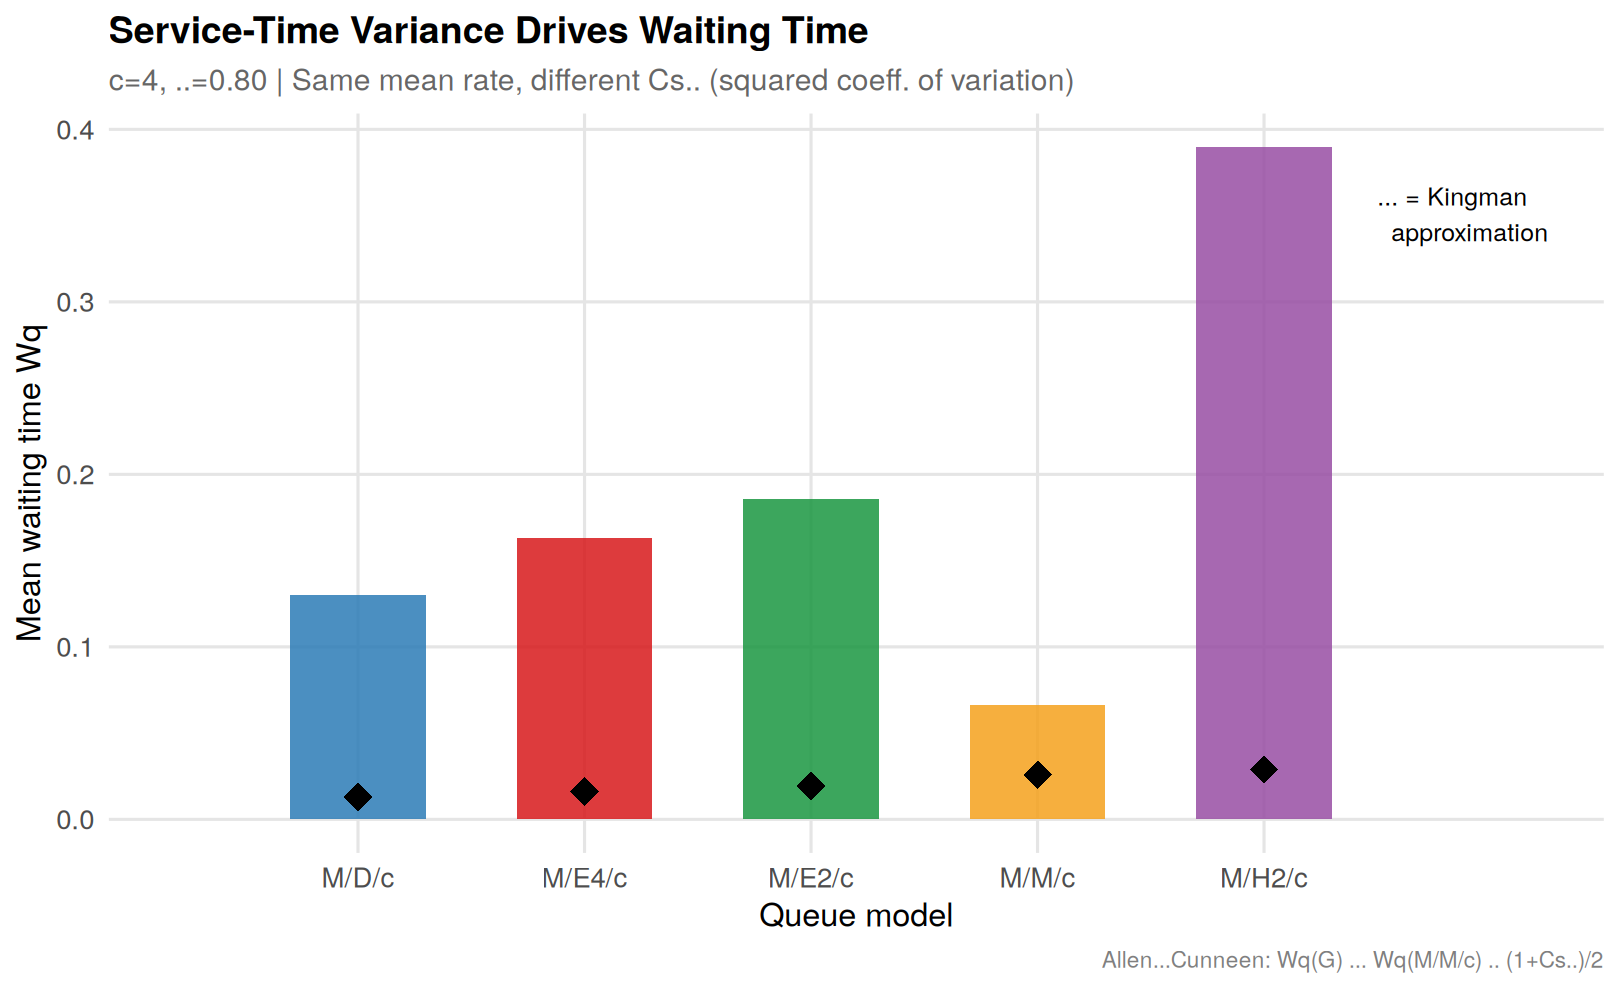 Service-Time Variance Drives Waiting Time
c=4, ..=0.80 | Same mean rate, different Cs.. (squared coeff. of variation)
Mean waiting time Wq
0.4
0.3
0.2
0.1
0.0
... = Kingman
approximation
M/D/c
M/E4/c
M/E2/c
M/M/c
M/H2/c
Queue model
Allen...Cunneen: Wq(G) ... Wq(M/M/c) .. (1+Cs..)/2